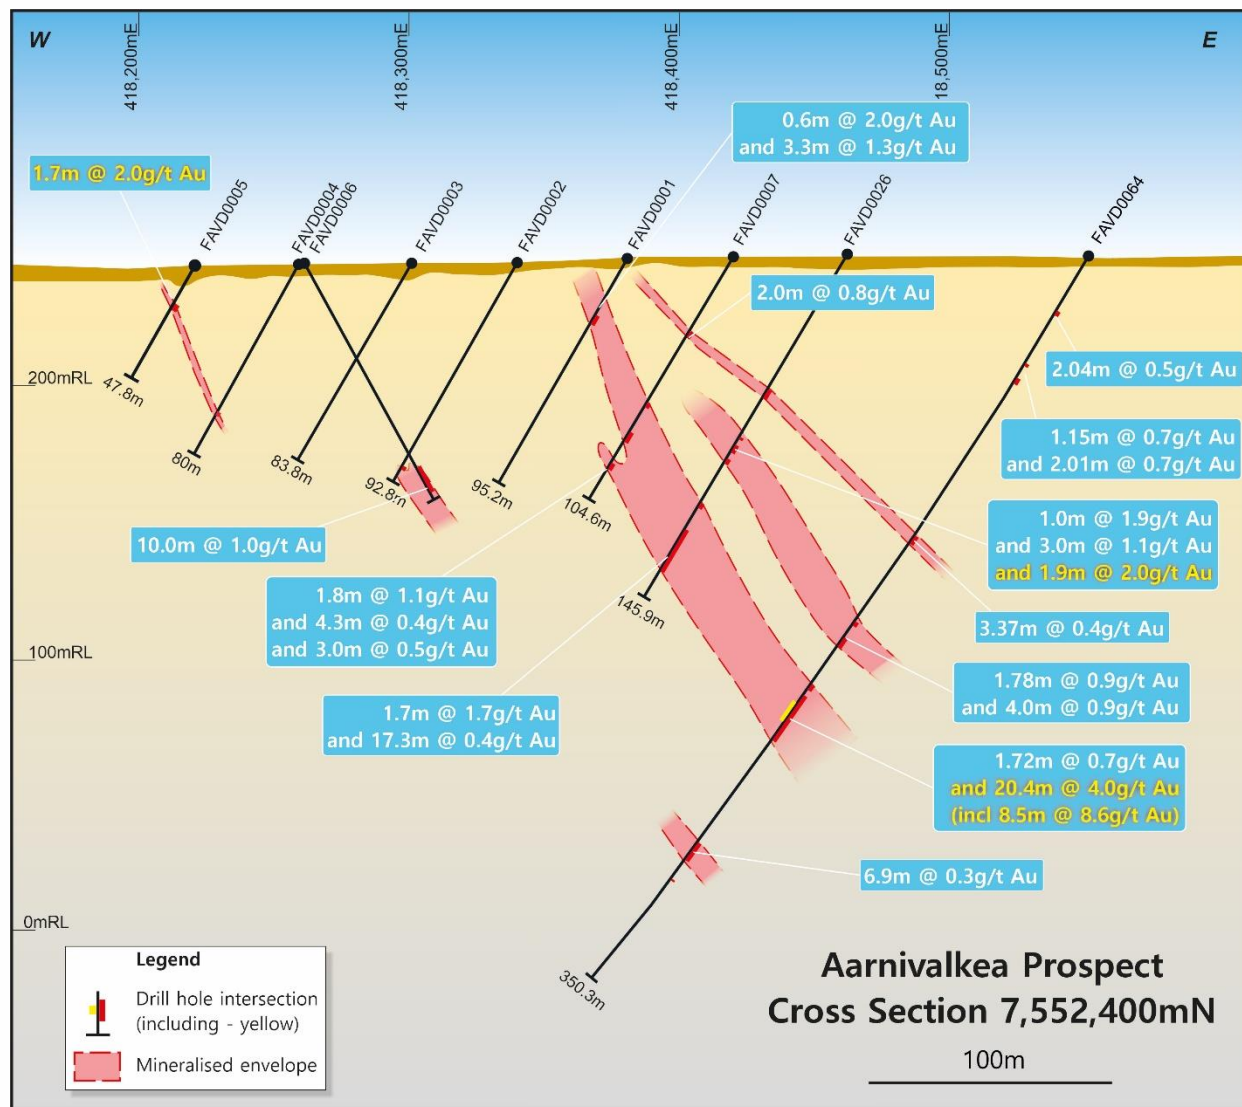 W
418,200mE
418,300mE
418,400mE
18,500mE
E
0.6m @ 2.0g/t Au
and 3.3m @ 1.3g/t Au
1.7m @ 2.0g/t Au
FAVD0005
FAVD0004
FAVD0006
FAVD0003
FAVD0002
FAVD0001
FAVD0007
FAVD0026
FAVD0064
2.0m @ 0.8g/t Au
200mRL
47.8m
80m
83.8m
92.8m
95.2m
104.6m
145.9m
350.3m
2.04m @ 0.5g/t Au
1.15m @ 0.7g/t Au
and 2.01m @ 0.7g/t Au
10.0m @ 1.0g/t Au
1.0m @ 1.9g/t Au
and 3.0m @ 1.1g/t Au
and 1.9m @ 2.0g/t Au
1.8m @ 1.1g/t Au
and 4.3m @ 0.4g/t Au
and 3.0m @ 0.5g/t Au
3.37m @ 0.4g/t Au
100mRL
1.78m @ 0.9g/t Au
and 4.0m @ 0.9g/t Au
1.7m @ 1.7g/t Au
and 17.3m @ 0.4g/t Au
1.72m @ 0.7g/t Au
and 20.4m @ 4.0g/t Au
(incl 8.5m @ 8.6g/t Au)
6.9m @ 0.3g/t Au
0mRL
Legend
Drill hole intersection
(including - yellow)
Mineralised envelope
Aarnivalkea Prospect
Cross Section 7,552,400mN
100m